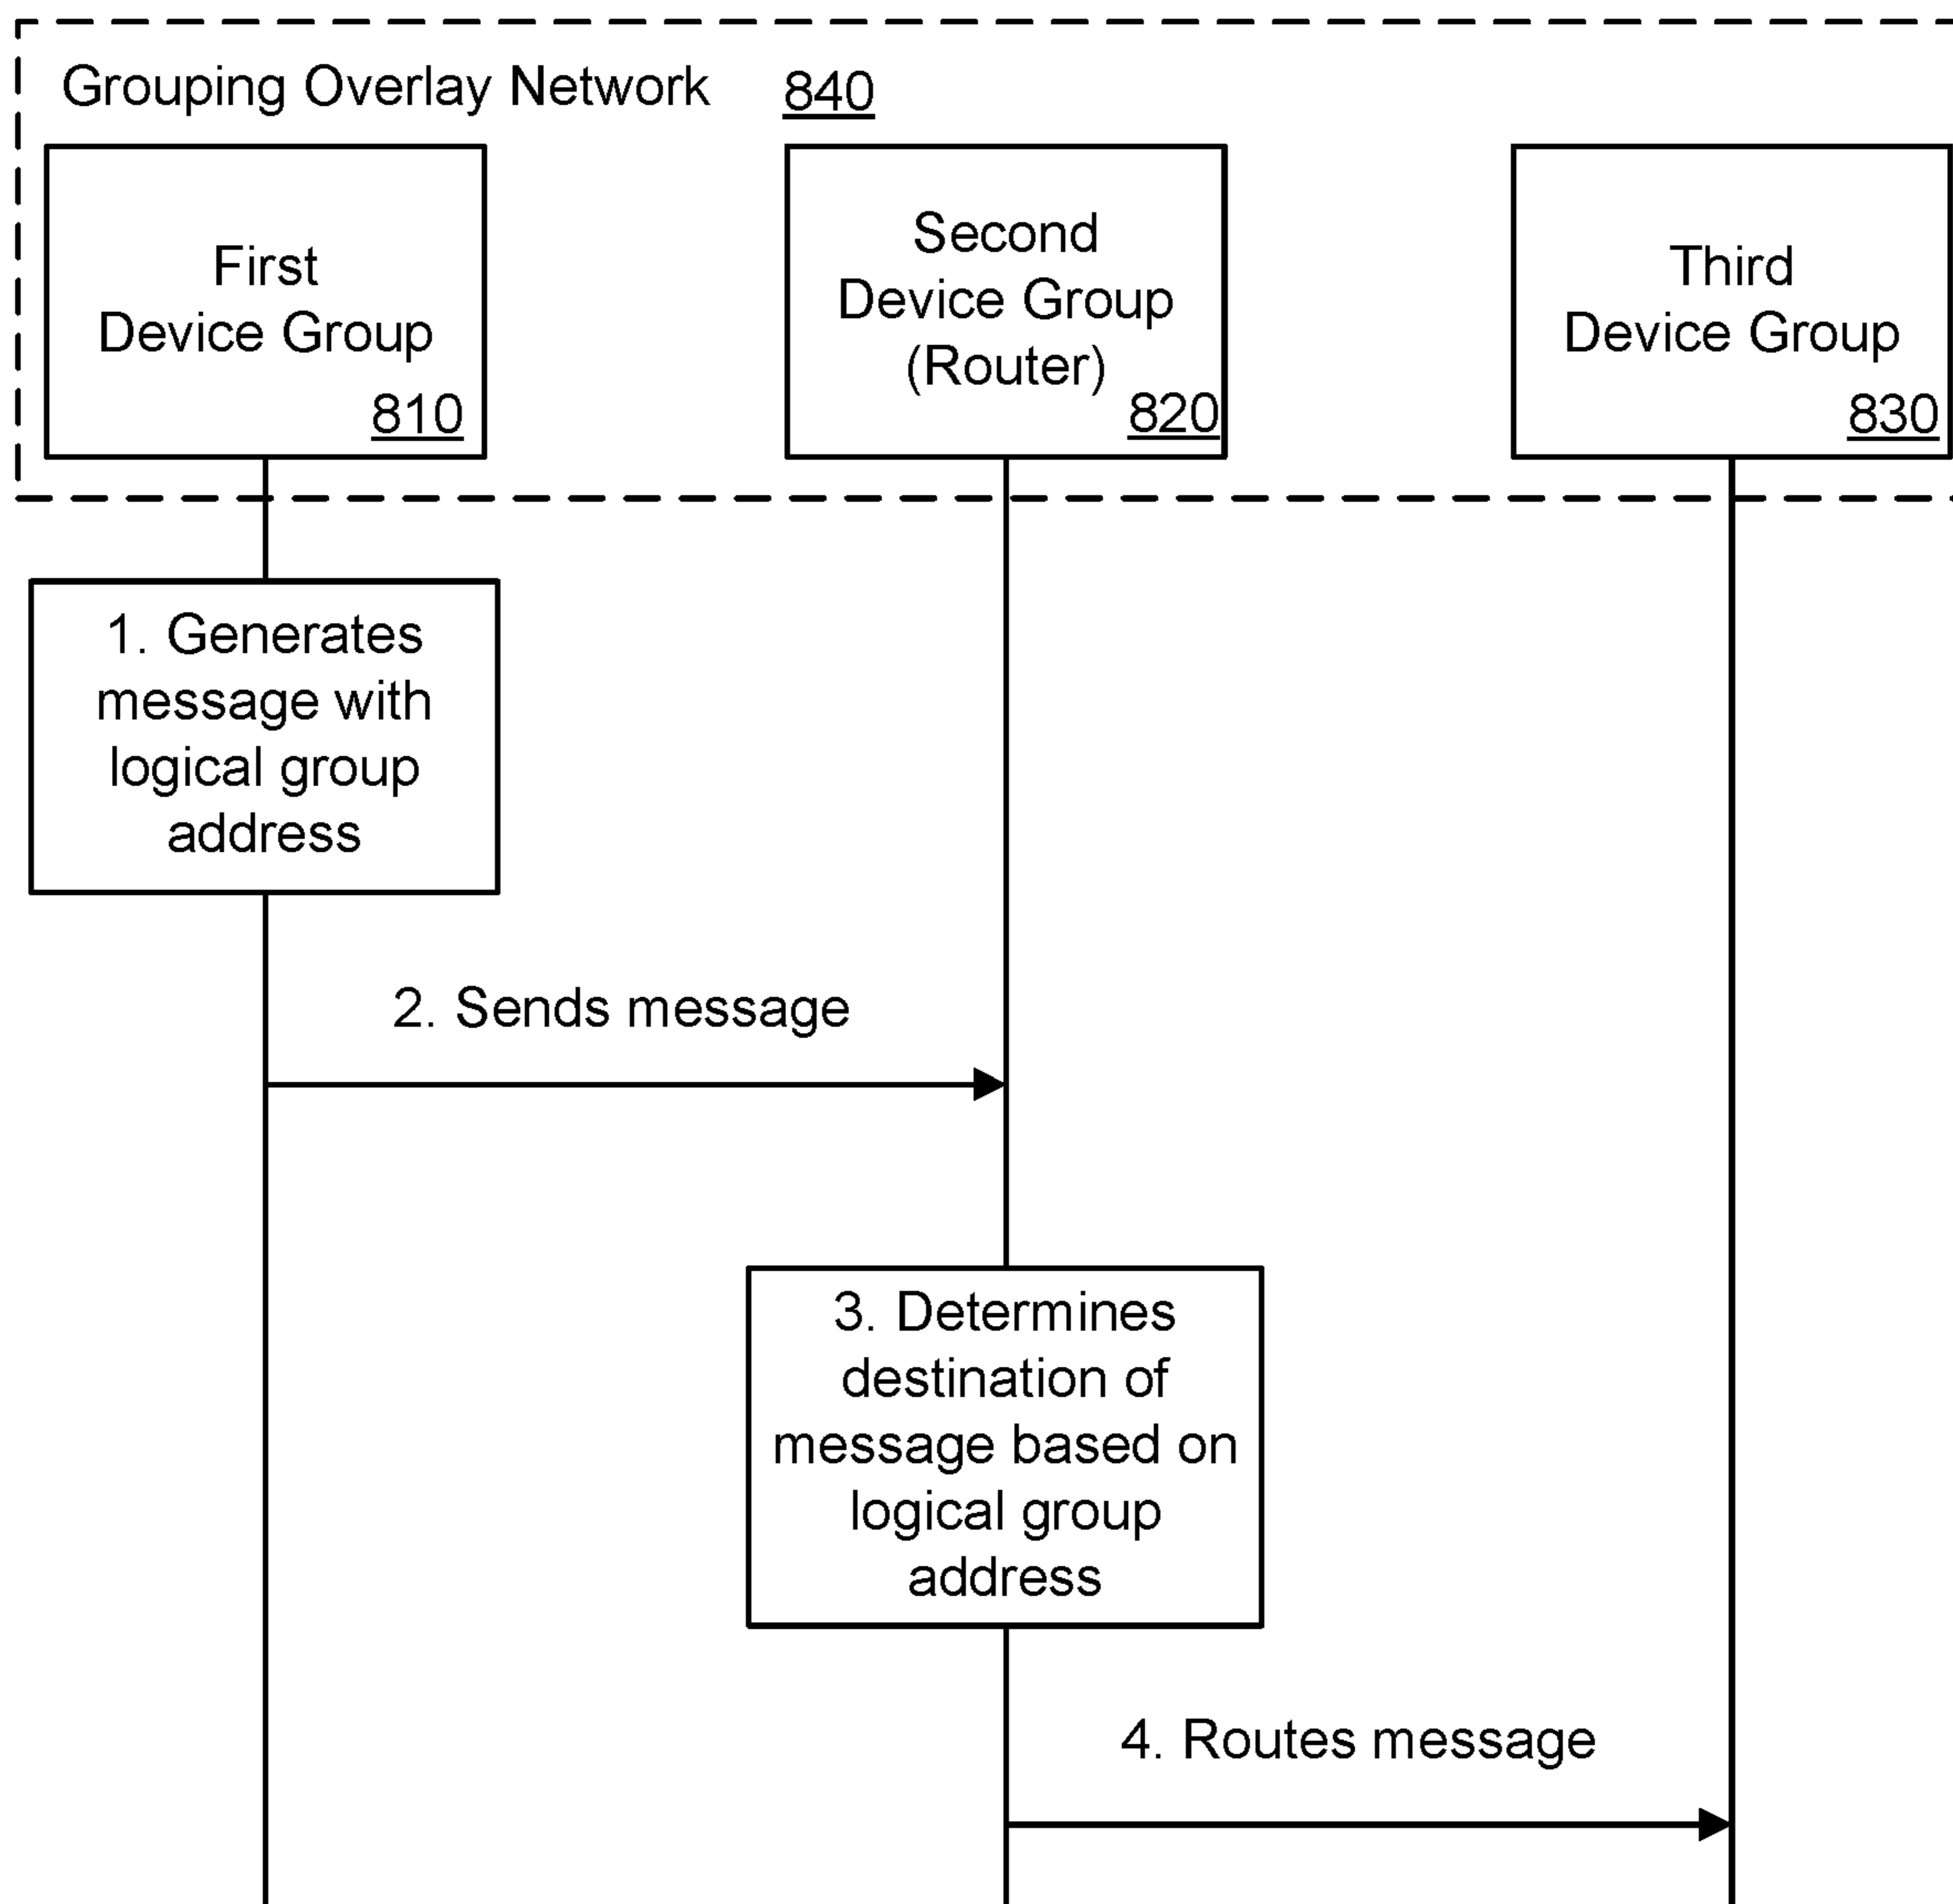 Grouping Overlay Network 840
First
Device Group
810
Second
Device Group
(Router)
820
Third
Device Group
830
1. Generates
message with
logical group
address
2. Sends message
3. Determines
destination of
message based on
logical group
address
4. Routes message